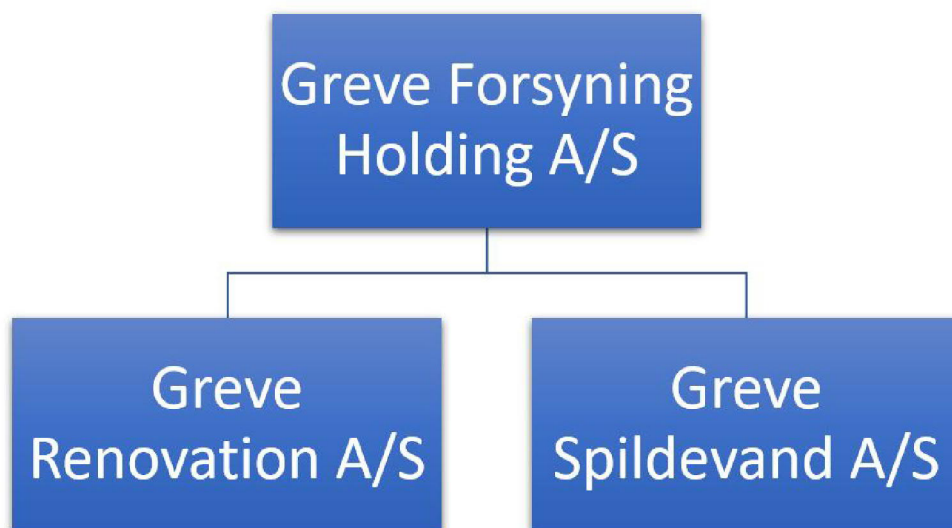 Greve Forsyning
Holding A/S
Greve
Renovation A/S
Greve
Spildevand A/S